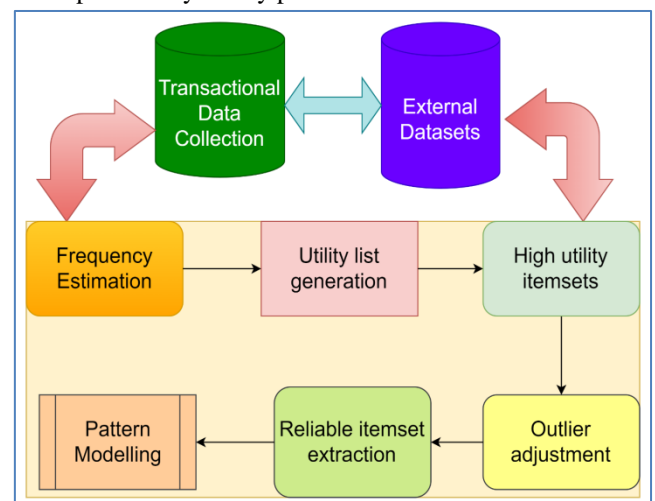 Transactional
Data
Collection
External
Datasets
Frequency
Estimation
Utility list
generation
High utility
itemsets
Pattern
Modelling
Reliable itemset
extraction
Outlier
adjustment